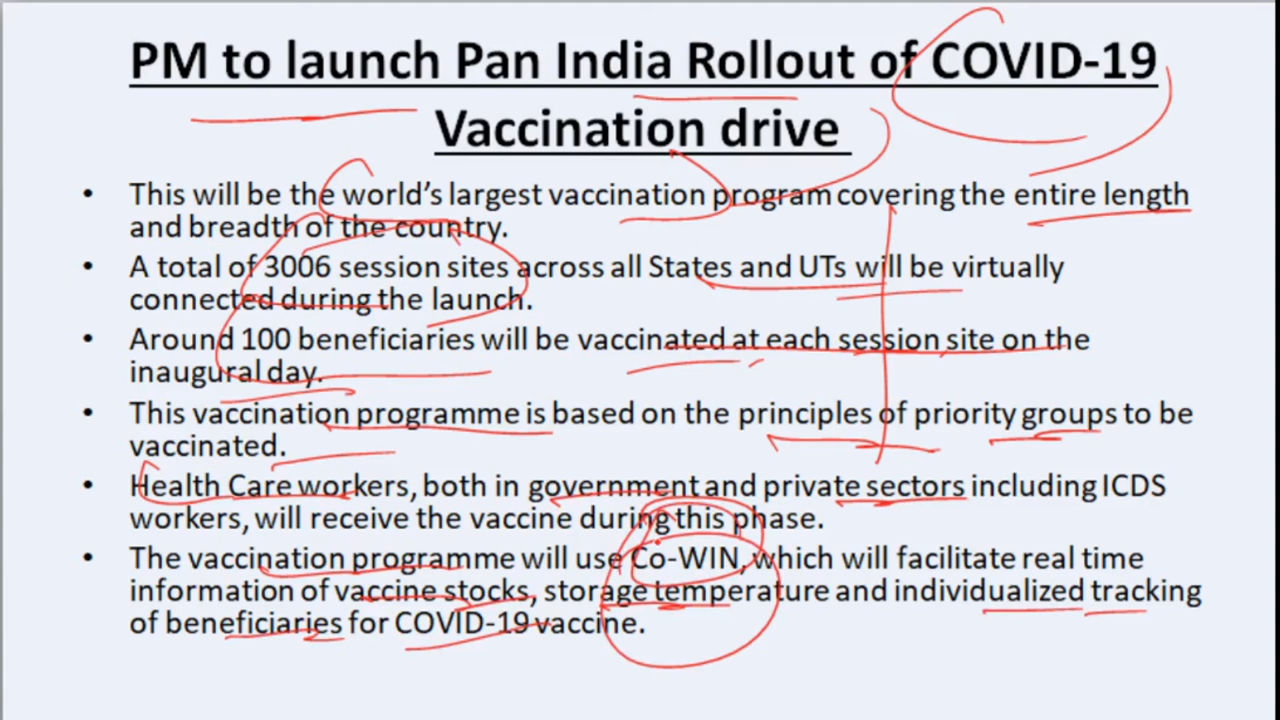 PM to launch Pan India Rollout of COVID-19
Vaccination drive
• This will be the world's largest vaccination program covering the entire length
and breadth of the country.
• A total of 3006 session sites across all States and UTs will be virtually
connected during the launch.
• Around 100 beneficiaries will be vaccinated at each session site on the
inaugural day.
• This vaccination programme is based on the principles of priority groups to be
vaccinated.
• Health Care workers, both in government and private sectors including ICDS
workers, will receive the vaccine during this phase.
• The vaccination programme will use Co-WIN, which will facilitate real time
information of vaccine stocks, storage temperature and individualized tracking
of beneficiaries for COVID-19 vaccine.